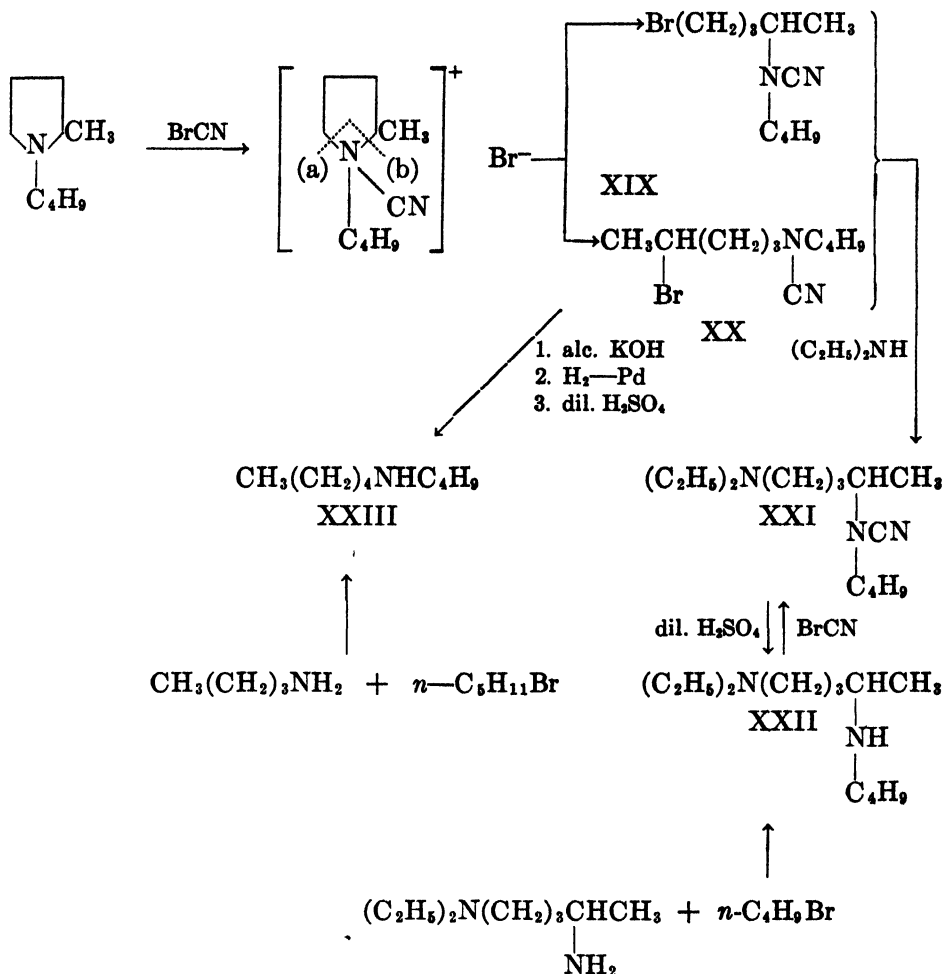 Br(CH₂)₃CHCH₃
NCN
C₄H₉
N CH₃
C₄H₉
BrCN
+
CH₃
N
(a) (b)
CN
C₄H₉
Br⁻
XIX
CH₃CH(CH₂)₃NC₄H₉
Br CN
XX
(C₂H₅)₂NH
1. alc. KOH
2. H₂—Pd
3. dil. H₂SO₄
CH₃(CH₂)₄NHC₄H₉
XXIII
(C₂H₅)₂N(CH₂)₃CHCH₃
XXI
NCN
C₄H₉
dil. H₂SO₄ BrCN
CH₃(CH₂)₃NH₂ + n—C₅H₁₁Br
(C₂H₅)₂N(CH₂)₃CHCH₃
XXII
NH
C₄H₉
(C₂H₅)₂N(CH₂)₃CHCH₃ + n-C₄H₉Br
NH₂